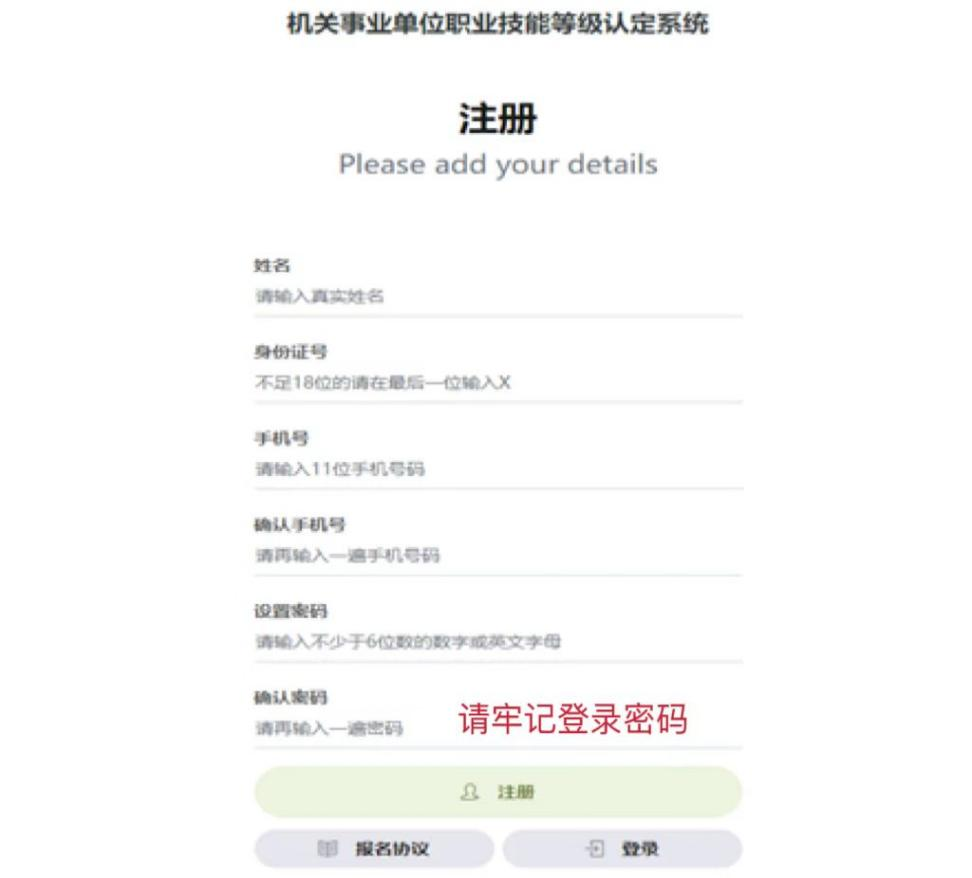 机关事业单位职业技能等级认定系统
注册
Please add your details
姓名
请输入真实姓名
身份证号
不足18位的请在最后一位输入X
手机号
请输入11位手机号码
确认手机号
请再输入一遍手机号码
设置密码
请输入不少于6位数的数字或英文字母
确认密码
请再输入一遍密码
请牢记登录密码
注册
报名协议
登录